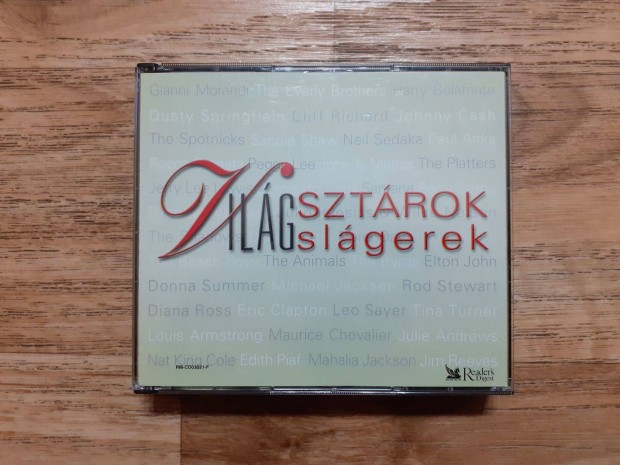 Gianni Morandi The Everly Brothers Harry Belafonte
Dusty Springfield Cliff Richard Johnny Cash
The Spotnicks Sandie Shaw Neil Sedaka Paul Anka
Peggy Lee The Platters
VILÁGSZTÁROK
VILÁGslágerek
The Animals Elton John
Donna Summer Michael Jackson Rod Stewart
Diana Ross Eric Clapton Leo Sayer Tina Turner
Louis Armstrong Maurice Chevalier Julie Andrews
Nat King Cole Edith Piaf Mahalia Jackson Jim Reeves
RM-CD03021-F
Reader's
Digest